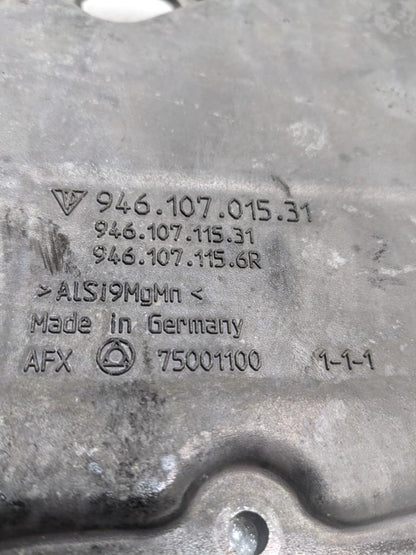 946.107.015.31
946.107.115.31
946.107.115.6R
>AlSi9MgMn<
Made in Germany
AFX 75001100 1-1-1